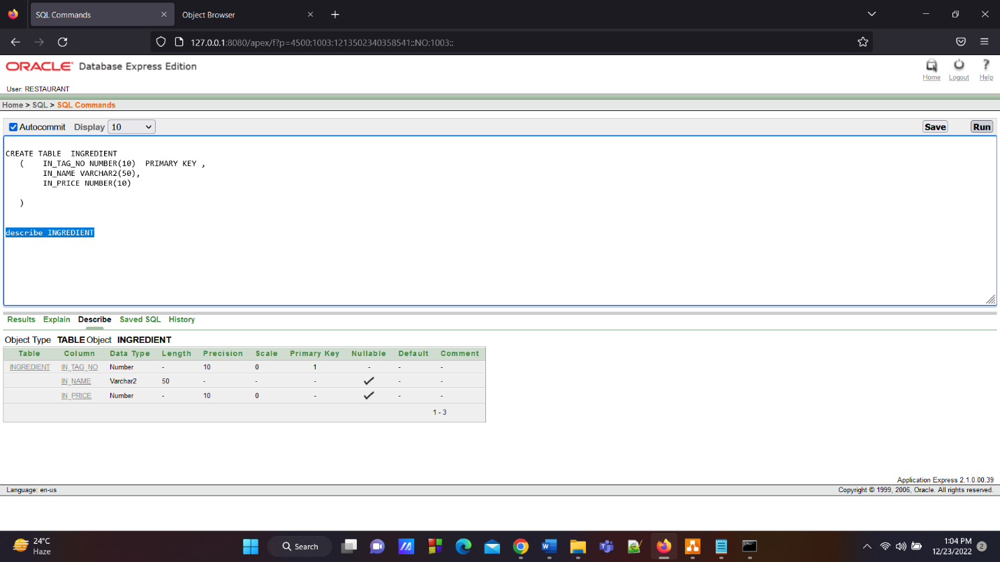 SQL Commands
Object Browser
127.0.0.1:8080/apex/f?p=4500:1003:1213502340358541::NO:1003::
ORACLE Database Express Edition
Home Logout Help
User: RESTAURANT
Home > SQL > SQL Commands
Autocommit Display 10 Save Run
CREATE TABLE INGREDIENT
( IN_TAG_NO NUMBER(10) PRIMARY KEY ,
IN_NAME VARCHAR2(50),
IN_PRICE NUMBER(10)
)
describe INGREDIENT
Results Explain Describe Saved SQL History
Object Type TABLE Object INGREDIENT
Table Column Data Type Length Precision Scale Primary Key Nullable Default Comment
INGREDIENT IN_TAG_NO Number - 10 0 1 - - -
IN_NAME Varchar2 50 - - - ✓ - -
IN_PRICE Number - 10 0 - ✓ - -
1 - 3
Application Express 2.1.0.00.39
Language: en-us Copyright © 1999, 2006, Oracle. All rights reserved.
24°C
Haze
Search
1:04 PM
12/23/2022
2